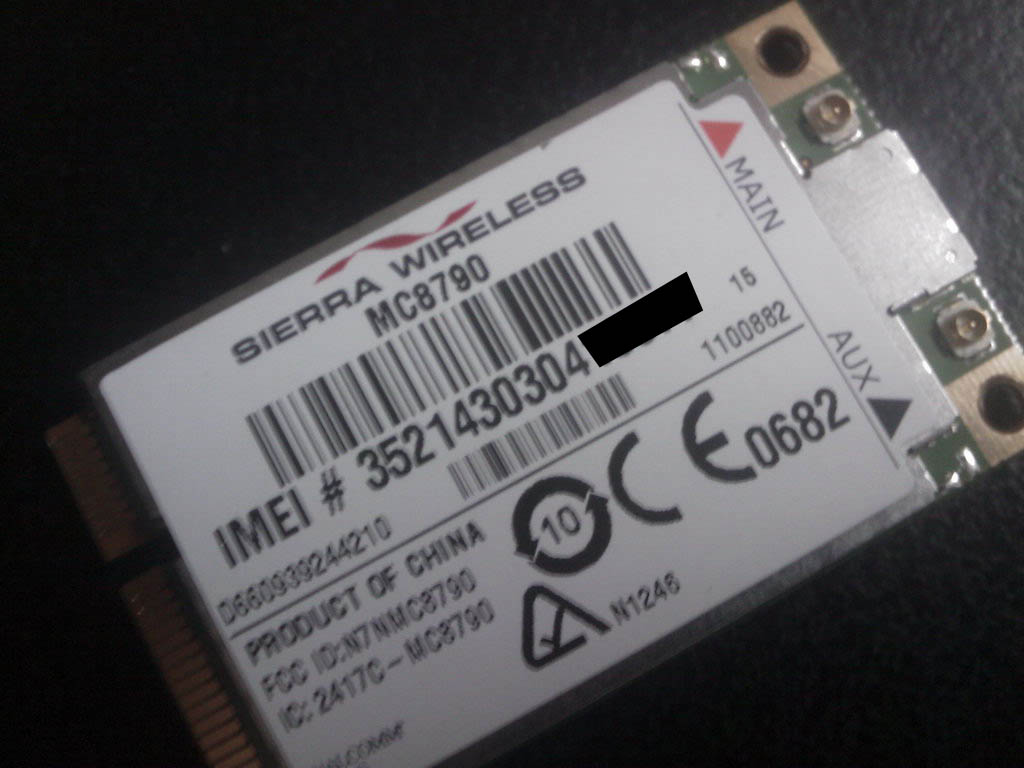 SIERRA WIRELESS
MC8790
IMEI # 3521430304
15
D660939244210
1100882
PRODUCT OF CHINA
FCC ID:N7NMC8790
IC: 2417C-MC8790
10
CE0682
N1246
MAIN
AUX